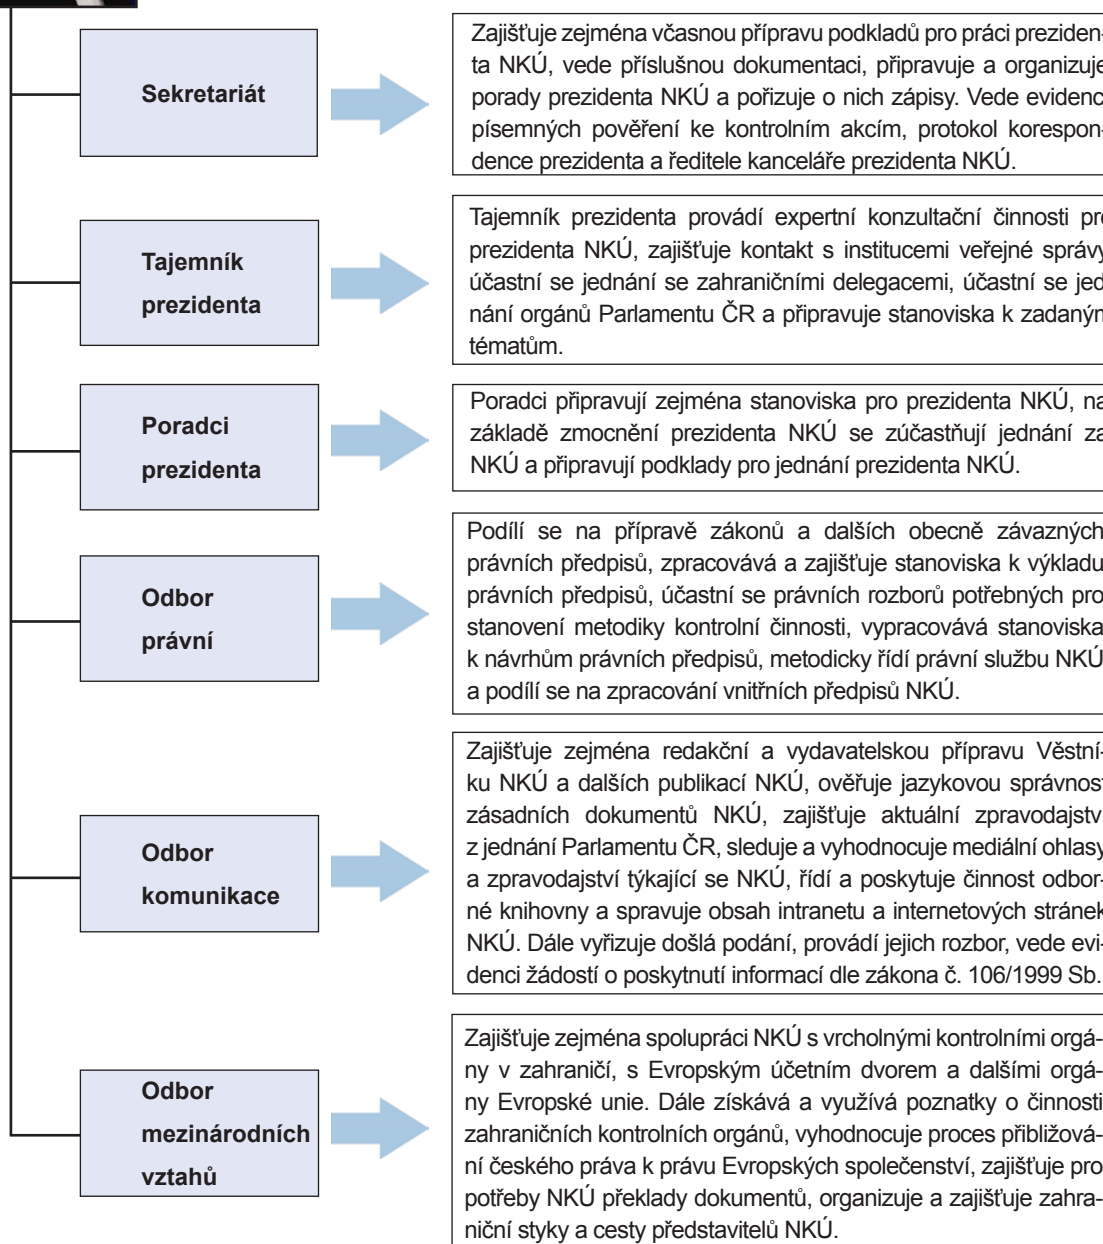 Sekretariát
Zajišťuje zejména včasnou přípravu podkladů pro práci preziden-
ta NKÚ, vede příslušnou dokumentaci, připravuje a organizuje
porady prezidenta NKÚ a pořizuje o nich zápisy. Vede evidenc
písemných pověření ke kontrolním akcím, protokol korespon-
dence prezidenta a ředitele kanceláře prezidenta NKÚ.
Tajemník
prezidenta
Tajemník prezidenta provádí expertní konzultační činnosti pro
prezidenta NKÚ, zajišťuje kontakt s institucemi veřejné správy
účastní se jednání se zahraničními delegacemi, účastní se jed
nání orgánů Parlamentu ČR a připravuje stanoviska k zadaným
tématům.
Poradci
prezidenta
Poradci připravují zejména stanoviska pro prezidenta NKÚ, na
základě zmocnění prezidenta NKÚ se zúčastňují jednání za
NKÚ a připravují podklady pro jednání prezidenta NKÚ.
Odbor
právní
Podílí se na přípravě zákonů a dalších obecně závazných
právních předpisů, zpracovává a zajišťuje stanoviska k výkladu
právních předpisů, účastní se právních rozborů potřebných pro
stanovení metodiky kontrolní činnosti, vypracovává stanoviska
k návrhům právních předpisů, metodicky řídí právní službu NKÚ
a podílí se na zpracování vnitřních předpisů NKÚ.
Odbor
komunikace
Zajišťuje zejména redakční a vydavatelskou přípravu Věstní-
ku NKÚ a dalších publikací NKÚ, ověřuje jazykovou správnost
zásadních dokumentů NKÚ, zajišťuje aktuální zpravodajstv
z jednání Parlamentu ČR, sleduje a vyhodnocuje mediální ohlasy
a zpravodajství týkající se NKÚ, řídí a poskytuje činnost odbor-
né knihovny a spravuje obsah intranetu a internetových stránek
NKÚ. Dále vyřizuje došlá podání, provádí jejich rozbor, vede evi-
denci žádostí o poskytnutí informací dle zákona č. 106/1999 Sb.
Odbor
mezinárodních
vztahů
Zajišťuje zejména spolupráci NKÚ s vrcholnými kontrolními orgá-
ny v zahraničí, s Evropským účetním dvorem a dalšími orgá-
ny Evropské unie. Dále získává a využívá poznatky o činnosti
zahraničních kontrolních orgánů, vyhodnocuje proces přibližová-
ní českého práva k právu Evropských společenství, zajišťuje pro
potřeby NKÚ překlady dokumentů, organizuje a zajišťuje zahra-
niční styky a cesty představitelů NKÚ.